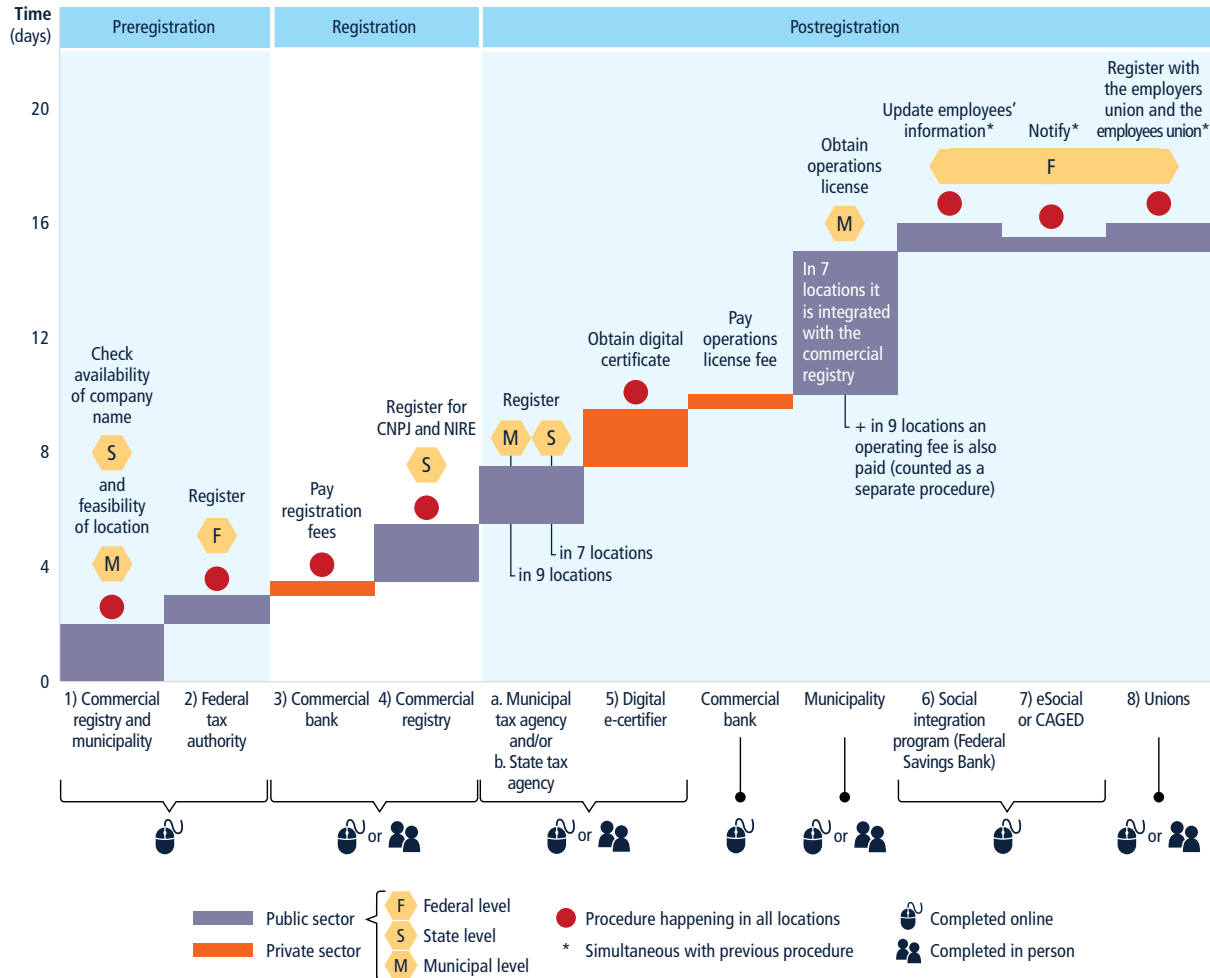 Time
(days)
Preregistration
Registration
Postregistration
20
16
12
8
4
0
Check
availability
of company
name
S
and
feasibility
of location
M
Register
F
Pay
registration
fees
Register for
CNPJ and NIRE
S
Register
M
S
in 7 locations
in 9 locations
Obtain digital
certificate
Pay
operations
license fee
Obtain
operations
license
M
In 7
locations it
is integrated
with the
commercial
registry
+ in 9 locations an
operating fee is also
paid (counted as a
separate procedure)
Update employees'
information*
Notify*
Register with
the employers
union and the
employees union*
F
1) Commercial
registry and
municipality
2) Federal
tax
authority
3) Commercial
bank
4) Commercial
registry
a. Municipal
tax agency
and/or
b. State tax
agency
5) Digital
e-certifier
Commercial
bank
Municipality
6) Social
integration
program (Federal
Savings Bank)
7) eSocial
or CAGED
8) Unions
or
or
or
or
Public sector
Private sector
F Federal level
S State level
M Municipal level
Procedure happening in all locations
* Simultaneous with previous procedure
Completed online
Completed in person